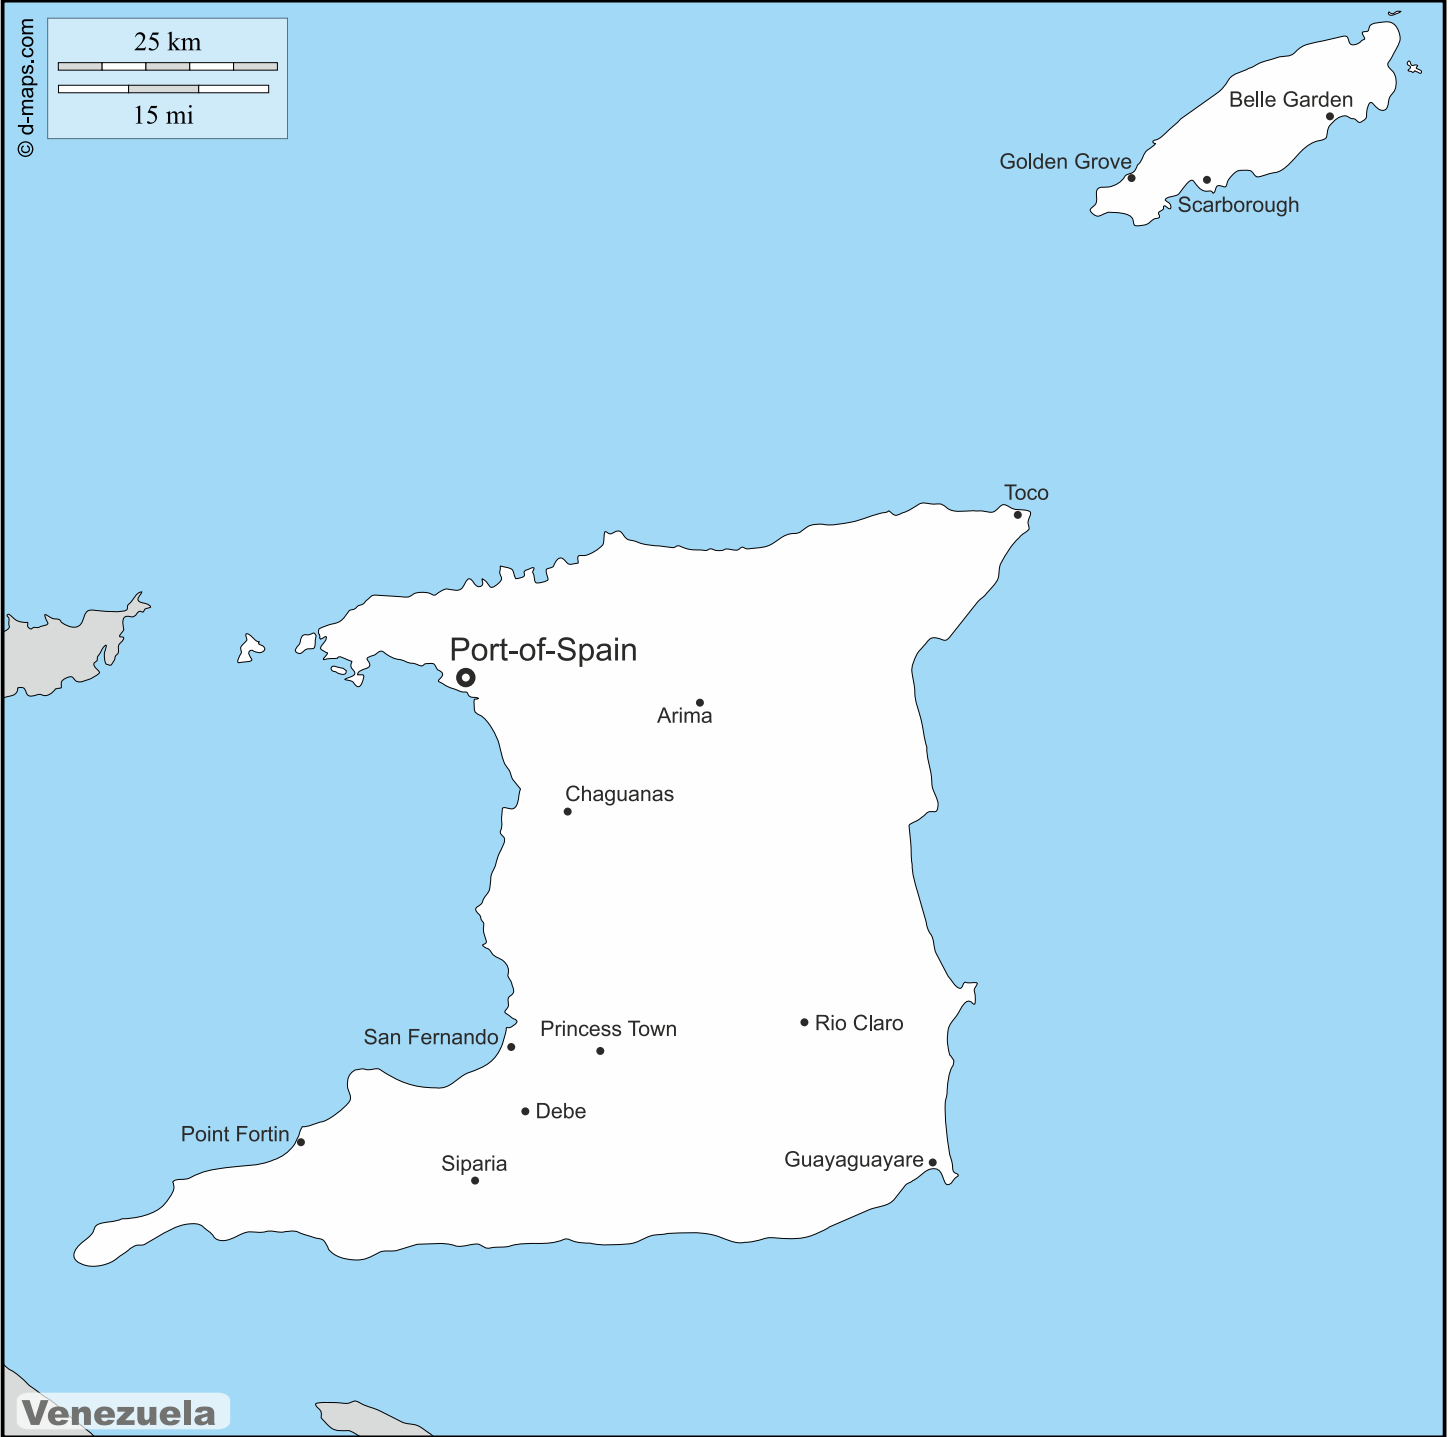 © d-maps.com
25 km
15 mi
Belle Garden
Golden Grove
Scarborough
Toco
Port-of-Spain
Arima
Chaguanas
San Fernando
Princess Town
Rio Claro
Debe
Point Fortin
Siparia
Guayaguayare
Venezuela